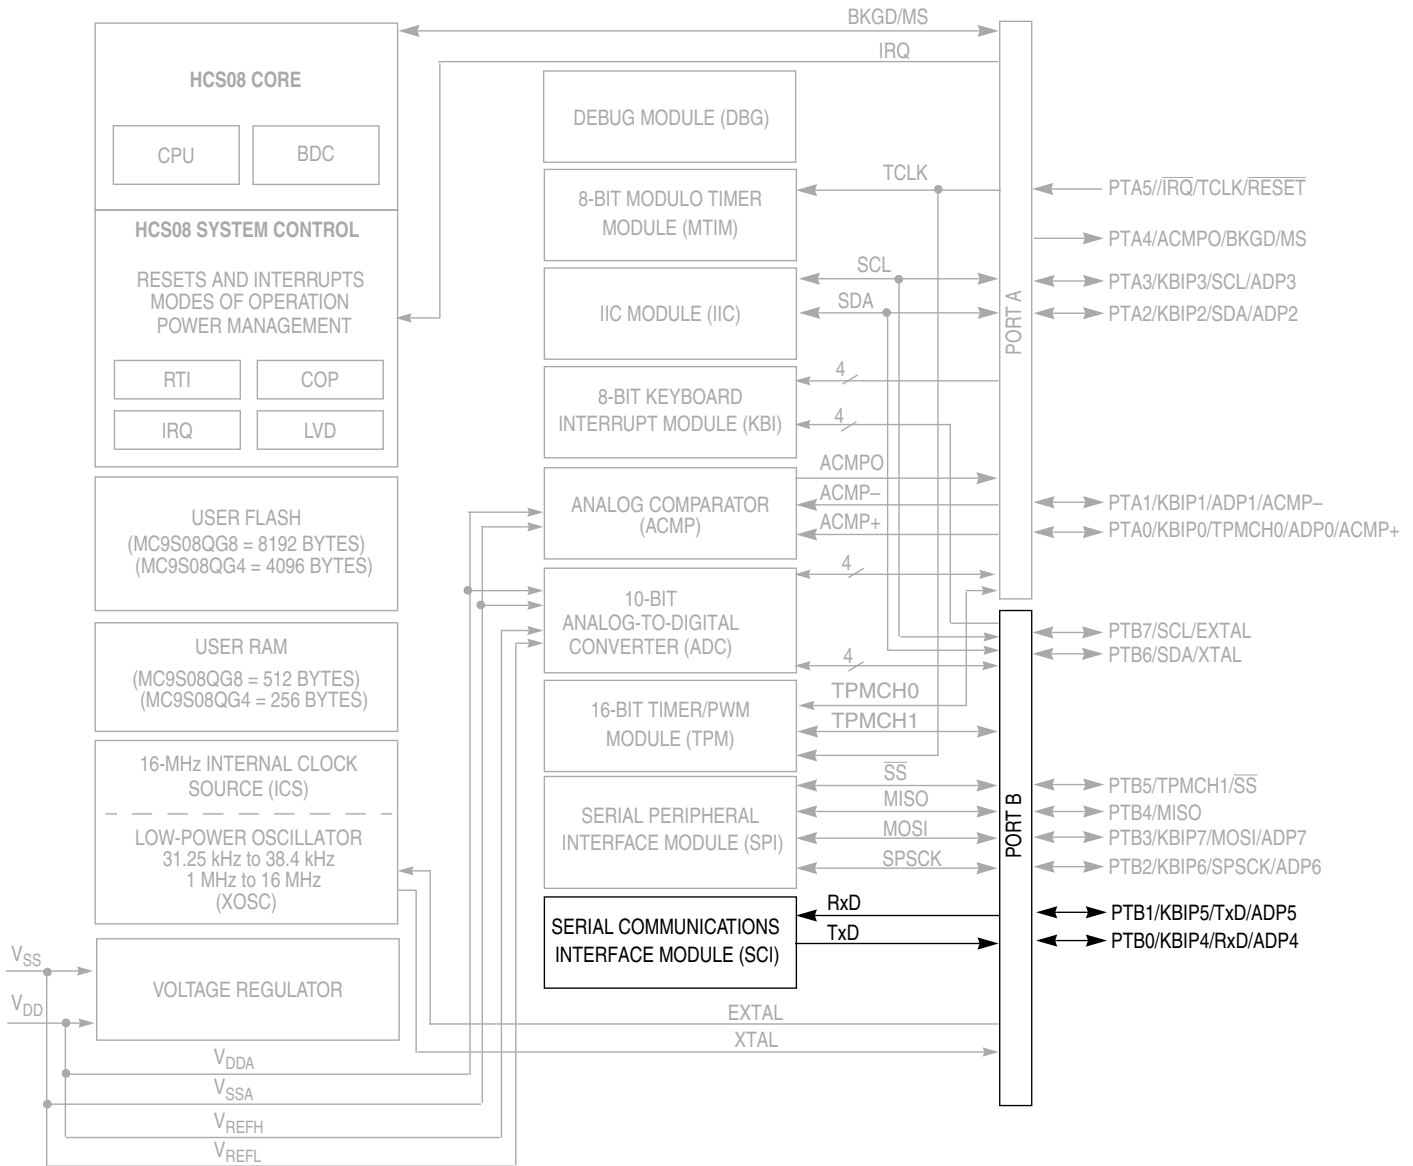 BKGD/MS
IRQ
HCS08 CORE
CPU
BDC
HCS08 SYSTEM CONTROL
RESETS AND INTERRUPTS
MODES OF OPERATION
POWER MANAGEMENT
RTI
COP
IRQ
LVD
USER FLASH
(MC9S08QG8 = 8192 BYTES)
(MC9S08QG4 = 4096 BYTES)
USER RAM
(MC9S08QG8 = 512 BYTES)
(MC9S08QG4 = 256 BYTES)
16-MHz INTERNAL CLOCK
SOURCE (ICS)
LOW-POWER OSCILLATOR
31.25 kHz to 38.4 kHz
1 MHz to 16 MHz
(XOSC)
VSS
VDD
VOLTAGE REGULATOR
VDDA
VSSA
VREFH
VREFL
DEBUG MODULE (DBG)
8-BIT MODULO TIMER
MODULE (MTIM)
TCLK
IIC MODULE (IIC)
SCL
SDA
8-BIT KEYBOARD
INTERRUPT MODULE (KBI)
4
4
ANALOG COMPARATOR
(ACMP)
ACMPO
ACMP–
ACMP+
10-BIT
ANALOG-TO-DIGITAL
CONVERTER (ADC)
4
4
16-BIT TIMER/PWM
MODULE (TPM)
TPMCH0
TPMCH1
SERIAL PERIPHERAL
INTERFACE MODULE (SPI)
SS
MISO
MOSI
SPSCK
SERIAL COMMUNICATIONS
INTERFACE MODULE (SCI)
RxD
TxD
EXTAL
XTAL
PORT A
PTA5//IRQ/TCLK/RESET
PTA4/ACMPO/BKGD/MS
PTA3/KBIP3/SCL/ADP3
PTA2/KBIP2/SDA/ADP2
PTA1/KBIP1/ADP1/ACMP–
PTA0/KBIP0/TPMCH0/ADP0/ACMP+
PORT B
PTB7/SCL/EXTAL
PTB6/SDA/XTAL
PTB5/TPMCH1/SS
PTB4/MISO
PTB3/KBIP7/MOSI/ADP7
PTB2/KBIP6/SPSCK/ADP6
PTB1/KBIP5/TxD/ADP5
PTB0/KBIP4/RxD/ADP4